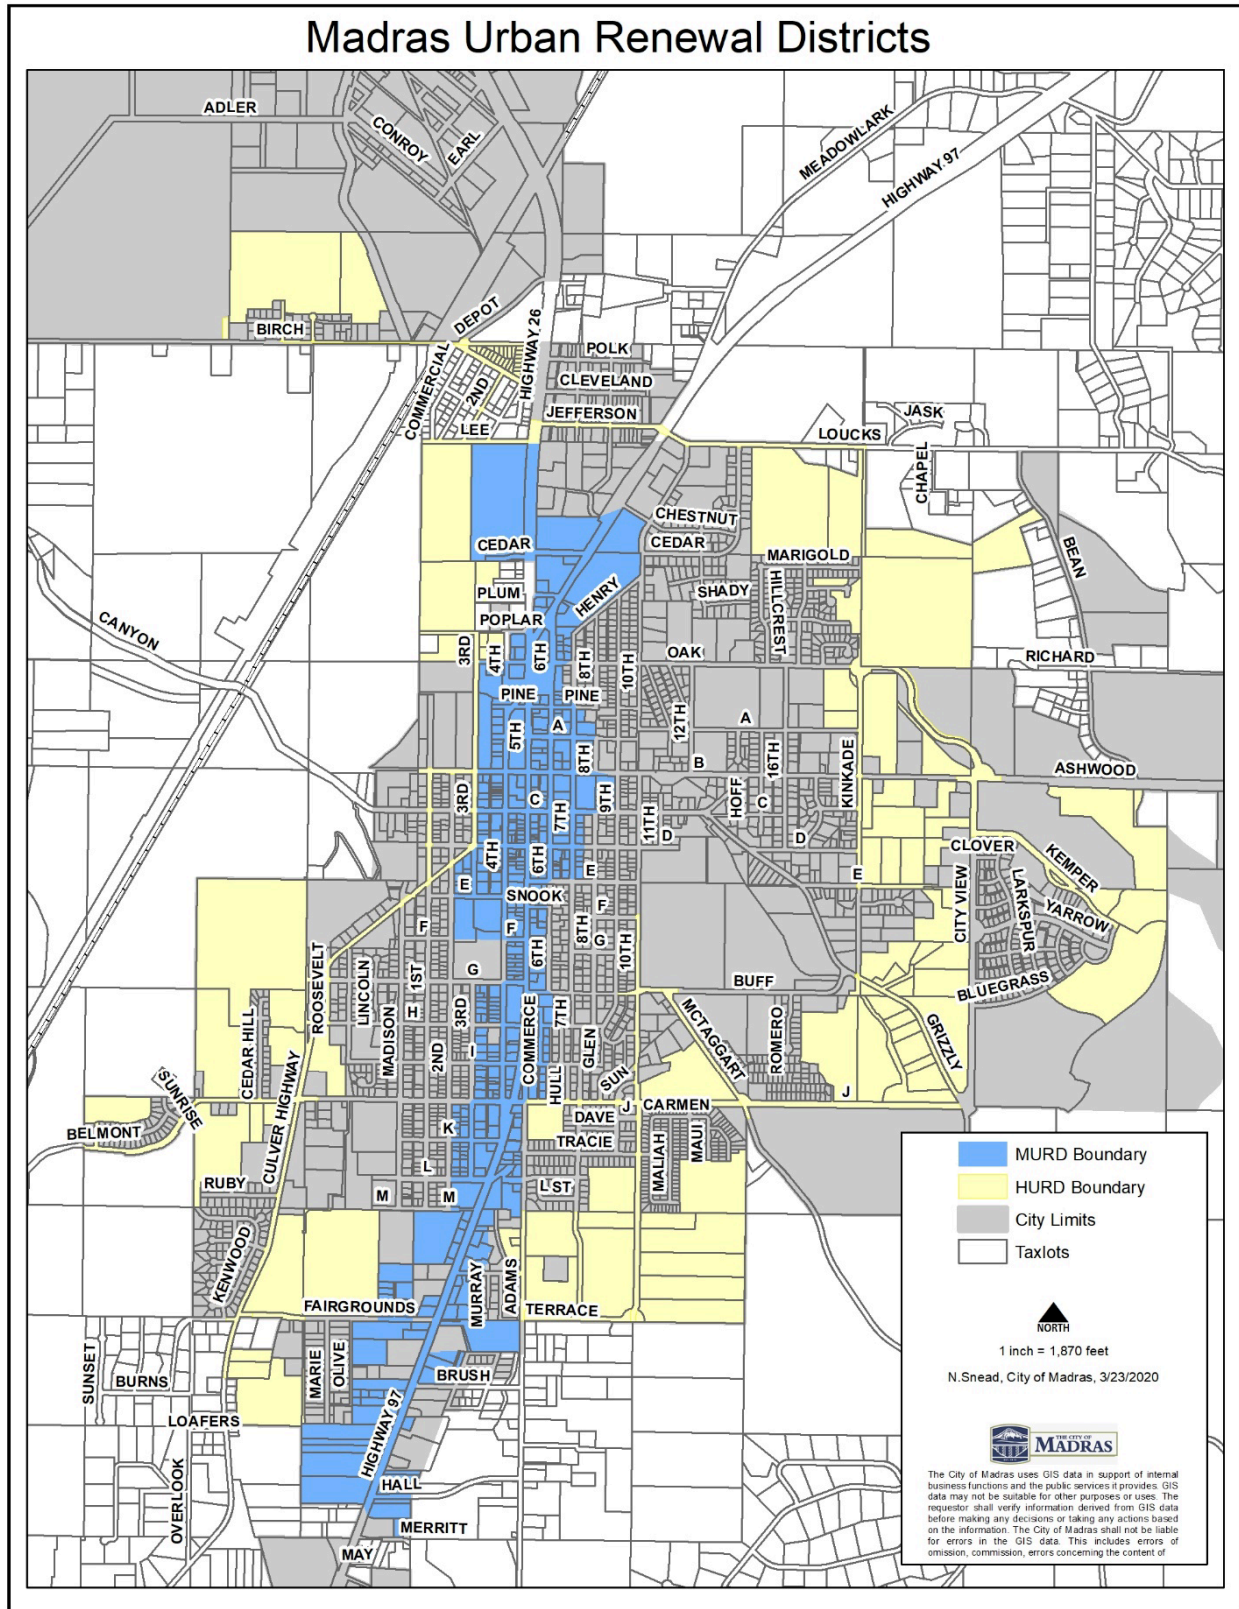 Madras Urban Renewal Districts
ADLER
CONROY
EARL
MEADOWLARK
HIGHWAY 97
BIRCH
DEPOT
COMMERCIAL
2ND
HIGHWAY 26
POLK
CLEVELAND
JEFFERSON
LEE
LOUCKS
JASK
CHAPEL
BEAN
CHESTNUT
CEDAR
CEDAR
MARIGOLD
PLUM
HENRY
SHADY
HILLCREST
POPLAR
CANYON
3RD
4TH
6TH
8TH
10TH
OAK
RICHARD
PINE
PINE
5TH
A
8TH
12TH
A
B
16TH
KINKADE
ASHWOOD
3RD
C
7TH
9TH
11TH
HOFF
C
D
D
4TH
6TH
E
E
E
CLOVER
KEMPER
SNOOK
CITY VIEW
LARKSPUR
YARROW
F
F
F
8TH
G
10TH
6TH
G
ROOSEVELT
LINCOLN
1ST
BUFF
BLUEGRASS
H
3RD
COMMERCE
7TH
MCTAGGART
GRIZZLY
CEDAR HILL
MADISON
2ND
I
HULL
GLEN
SUN
ROMERO
SUNRISE
CULVER HIGHWAY
J
CARMEN
J
BELMONT
K
DAVE
TRACIE
MALIAH
MAUI
RUBY
L
L ST
M
M
KENWOOD
MURRAY
ADAMS
FAIRGROUNDS
TERRACE
SUNSET
BURNS
MARIE
OLIVE
BRUSH
LOAFERS
HIGHWAY 97
OVERLOOK
HALL
MERRITT
MAY
MURD Boundary
HURD Boundary
City Limits
Taxlots
NORTH
1 inch = 1,870 feet
N.Snead, City of Madras, 3/23/2020
THE CITY OF
MADRAS
The City of Madras uses GIS data in support of internal
business functions and the public services it provides. GIS
data may not be suitable for other purposes or uses. The
requestor shall verify information derived from GIS data
before making any decisions or taking any actions based
on the information. The City of Madras shall not be liable
for errors in the GIS data. This includes errors of
omission, commission, errors concerning the content of